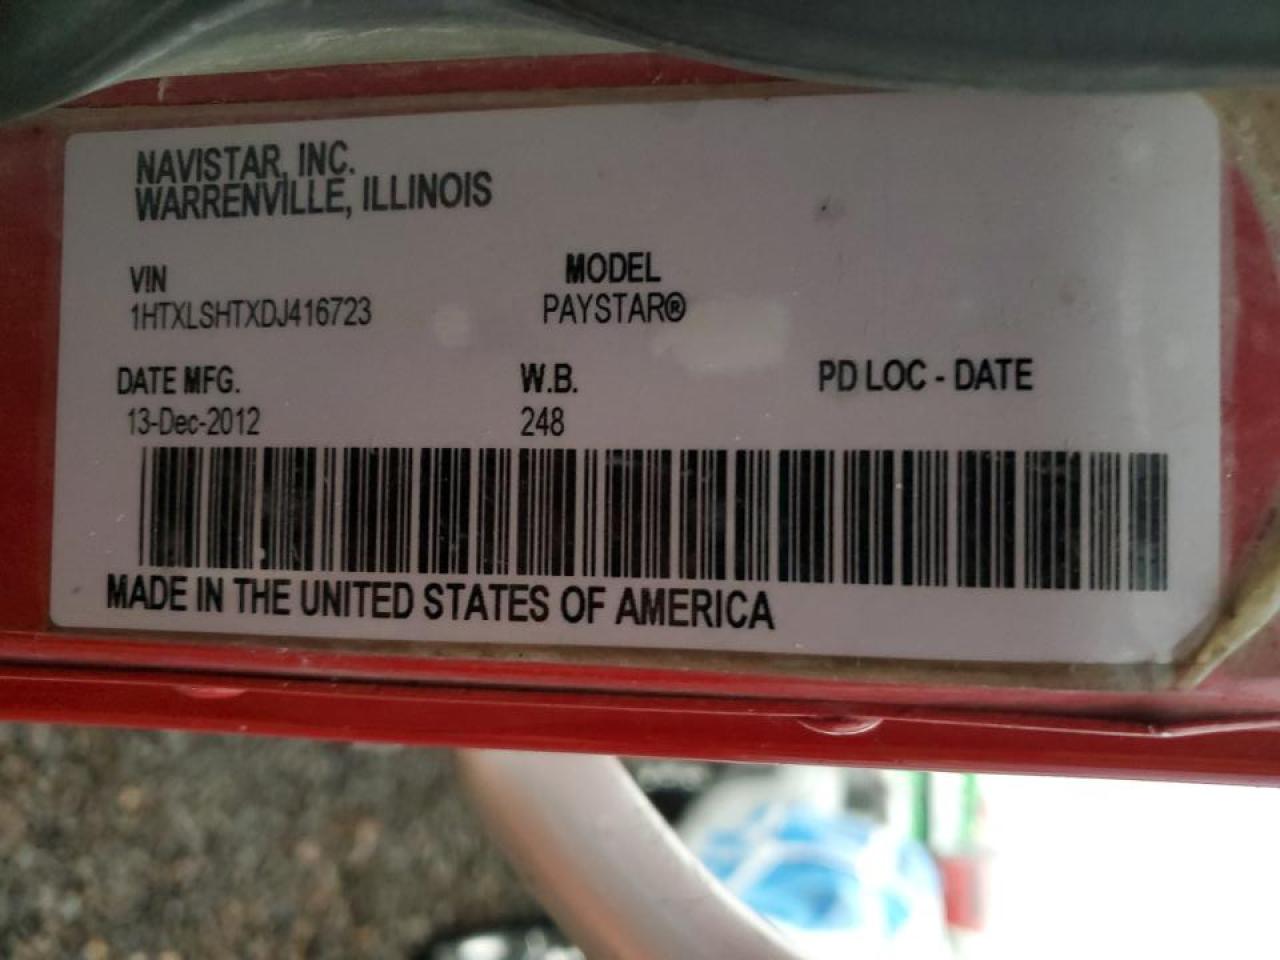 NAVISTAR, INC.
WARRENVILLE, ILLINOIS
VIN
1HTXLSHTXDJ416723
MODEL
PAYSTAR®
DATE MFG.
13-Dec-2012
W.B.
248
PD LOC - DATE
MADE IN THE UNITED STATES OF AMERICA